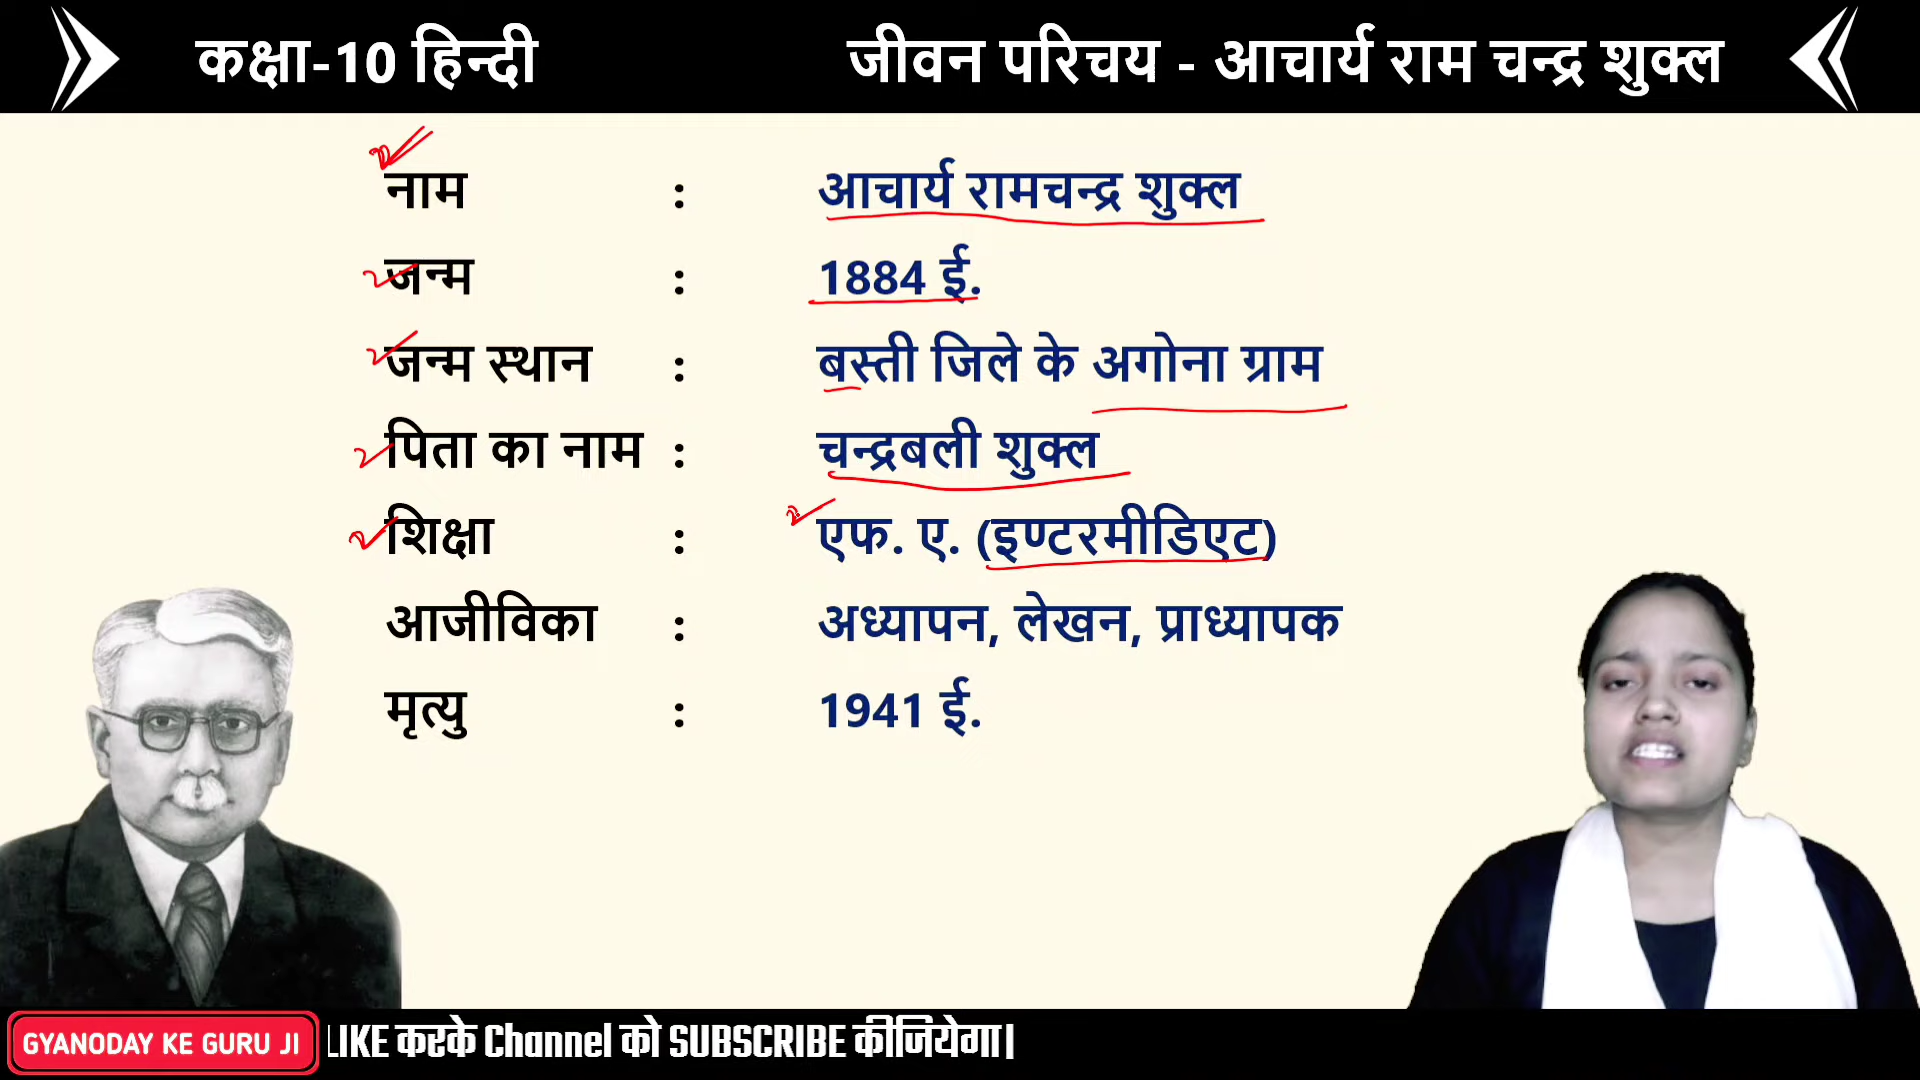 कक्षा-10 हिन्दी जीवन परिचय - आचार्य राम चन्द्र शुक्ल
नाम : आचार्य रामचन्द्र शुक्ल
जन्म : 1884 ई.
जन्म स्थान : बस्ती जिले के अगोना ग्राम
पिता का नाम : चन्द्रबली शुक्ल
शिक्षा : एफ. ए. (इण्टरमीडिएट)
आजीविका : अध्यापन, लेखन, प्राध्यापक
मृत्यु : 1941 ई.
GYANODAY KE GURU JI LIKE करके Channel को SUBSCRIBE कीजियेगा।